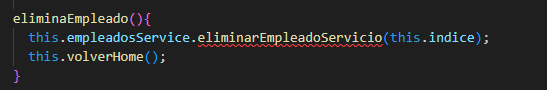 eliminaEmpleado(){
this.empleadosService.eliminarEmpleadoServicio(this.indice);
this.volverHome();
}